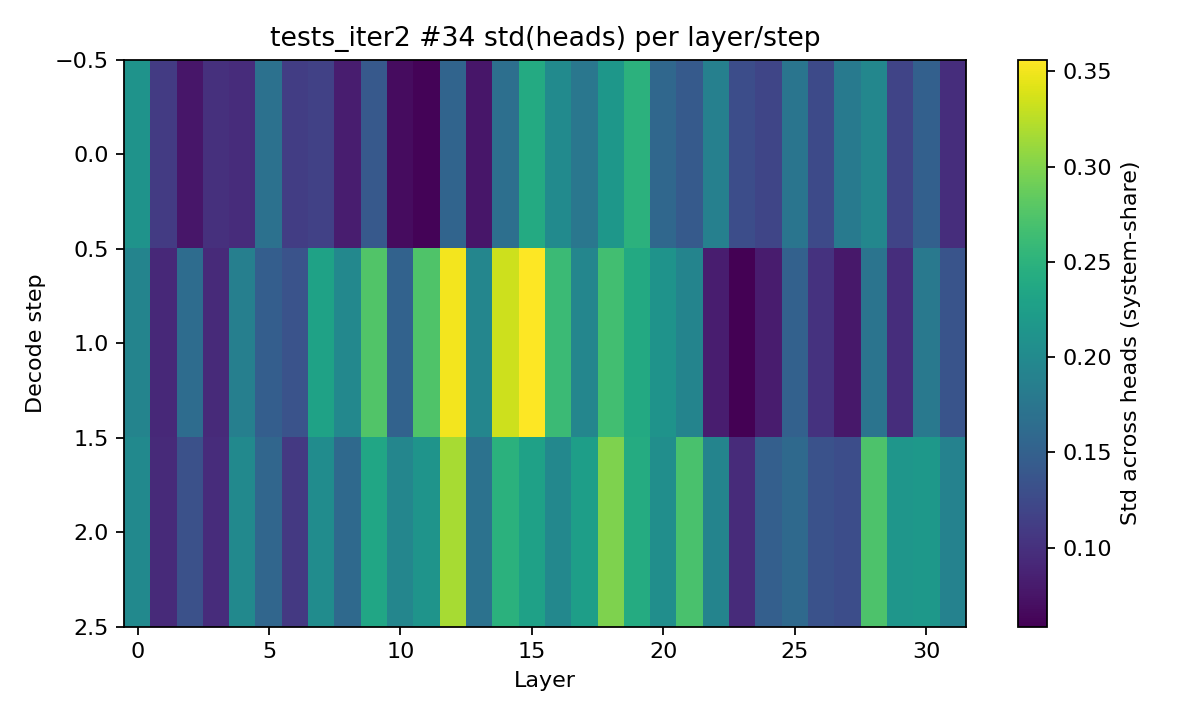 tests_iter2 #34 std(heads) per layer/step
−0.5
0.0
0.5
1.0
1.5
2.0
2.5
Decode step
0 5 10 15 20 25 30
Layer
0.35
0.30
0.25
0.20
0.15
0.10
Std across heads (system-share)